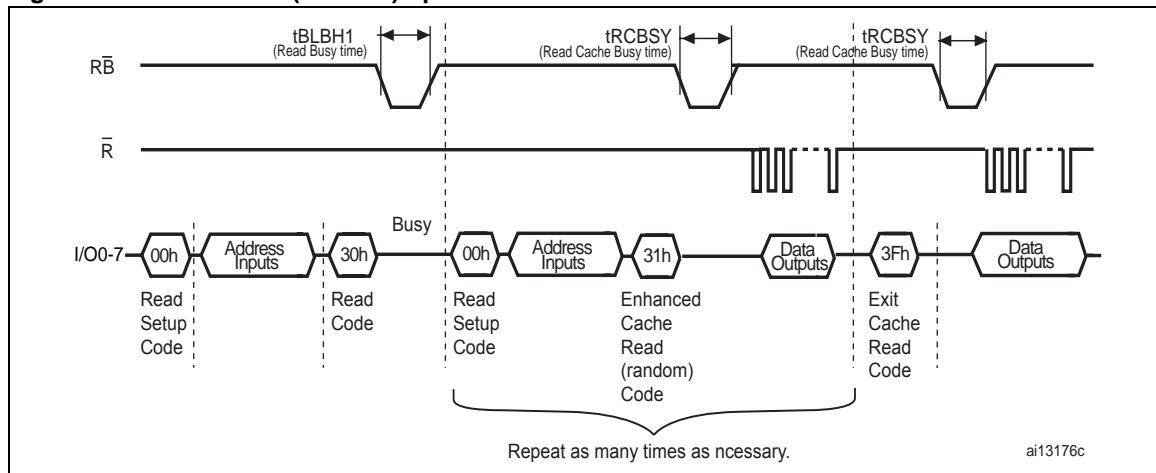 tBLBH1
(Read Busy time)
tRCBSY
(Read Cache Busy time)
tRCBSY
(Read Cache Busy time)
RB̅
R̅
Busy
I/O0-7
00h
Address
Inputs
30h
00h
Address
Inputs
31h
Data
Outputs
3Fh
Data
Outputs
Read
Setup
Code
Read
Code
Read
Setup
Code
Enhanced
Cache
Read
(random)
Code
Exit
Cache
Read
Code
Repeat as many times as ncessary.
ai13176c